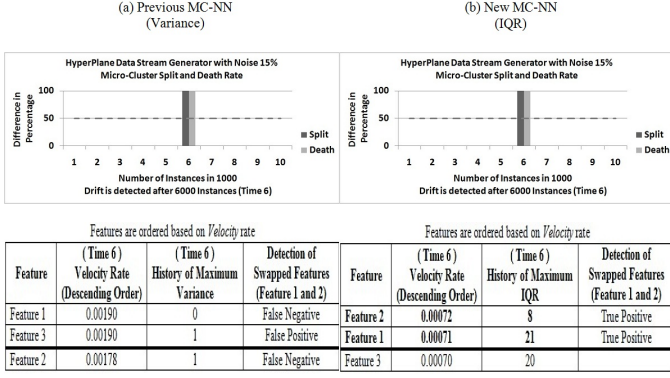 (a) Previous MC-NN
(Variance)
(b) New MC-NN
(IQR)
HyperPlane Data Stream Generator with Noise 15%
Micro-Cluster Split and Death Rate
Difference in
Percentage
100
50
0
1 2 3 4 5 6 7 8 9 10
Split
Death
Number of Instances in 1000
Drift is detected after 6000 Instances (Time 6)
HyperPlane Data Stream Generator with Noise 15%
Micro-Cluster Split and Death Rate
Difference in
Percentage
100
50
0
1 2 3 4 5 6 7 8 9 10
Split
Death
Number of Instances in 1000
Drift is detected after 6000 Instances (Time 6)
Features are ordered based on Velocity rate
Feature
(Time 6)
Velocity Rate
(Descending Order)
(Time 6)
History of Maximum
Variance
Detection of
Swapped Features
(Feature 1 and 2)
Feature 1 0.00190 0 False Negative
Feature 3 0.00190 1 False Positive
Feature 2 0.00178 1 False Negative
Features are ordered based on Velocity rate
Feature
(Time 6)
Velocity Rate
(Descending Order)
(Time 6)
History of Maximum
IQR
Detection of
Swapped Features
(Feature 1 and 2)
Feature 2 0.00072 8 True Positive
Feature 1 0.00071 21 True Positive
Feature 3 0.00070 20